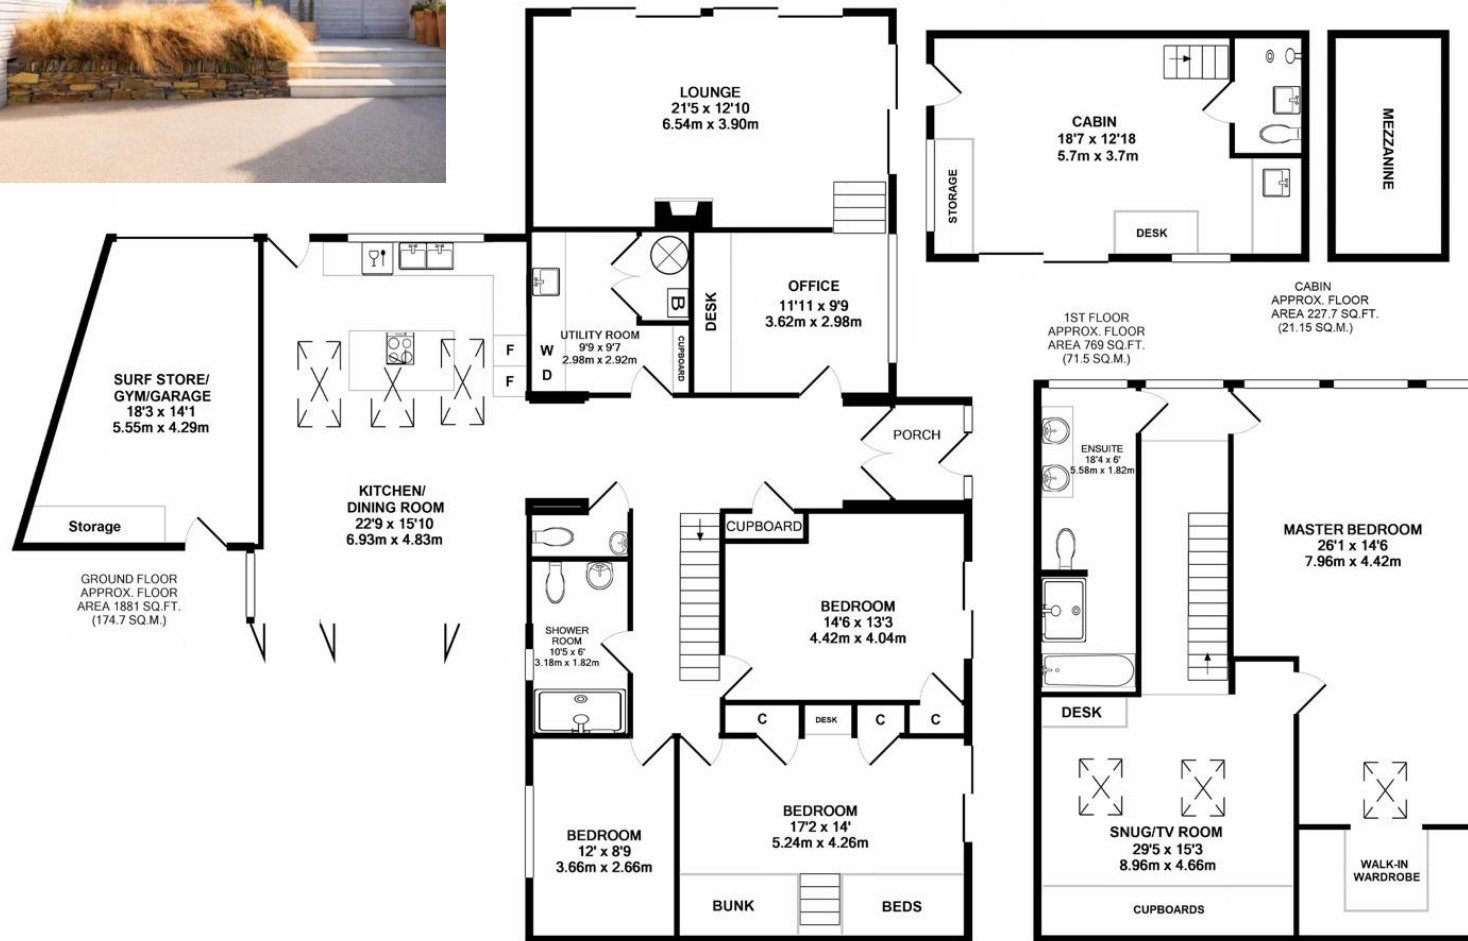 LOUNGE
21'5 x 12'10
6.54m x 3.90m
CABIN
18'7 x 12'18
5.7m x 3.7m
STORAGE
DESK
MEZZANINE
CABIN
APPROX. FLOOR
AREA 227.7 SQ.FT.
(21.15 SQ.M.)
SURF STORE/
GYM/GARAGE
18'3 x 14'1
5.55m x 4.29m
Storage
GROUND FLOOR
APPROX. FLOOR
AREA 1881 SQ.FT.
(174.7 SQ.M.)
KITCHEN/
DINING ROOM
22'9 x 15'10
6.93m x 4.83m
F
F
W
D
UTILITY ROOM
9'9 x 9'7
2.98m x 2.92m
B
CUPBOARD
DESK
OFFICE
11'11 x 9'9
3.62m x 2.98m
PORCH
CUPBOARD
SHOWER
ROOM
10'5 x 6'
3.18m x 1.82m
BEDROOM
14'6 x 13'3
4.42m x 4.04m
C
DESK
C
C
BEDROOM
12' x 8'9
3.66m x 2.66m
BEDROOM
17'2 x 14'
5.24m x 4.26m
BUNK
BEDS
1ST FLOOR
APPROX. FLOOR
AREA 769 SQ.FT.
(71.5 SQ.M.)
ENSUITE
18'4 x 6'
5.58m x 1.82m
MASTER BEDROOM
26'1 x 14'6
7.96m x 4.42m
DESK
SNUG/TV ROOM
29'5 x 15'3
8.96m x 4.66m
CUPBOARDS
WALK-IN
WARDROBE